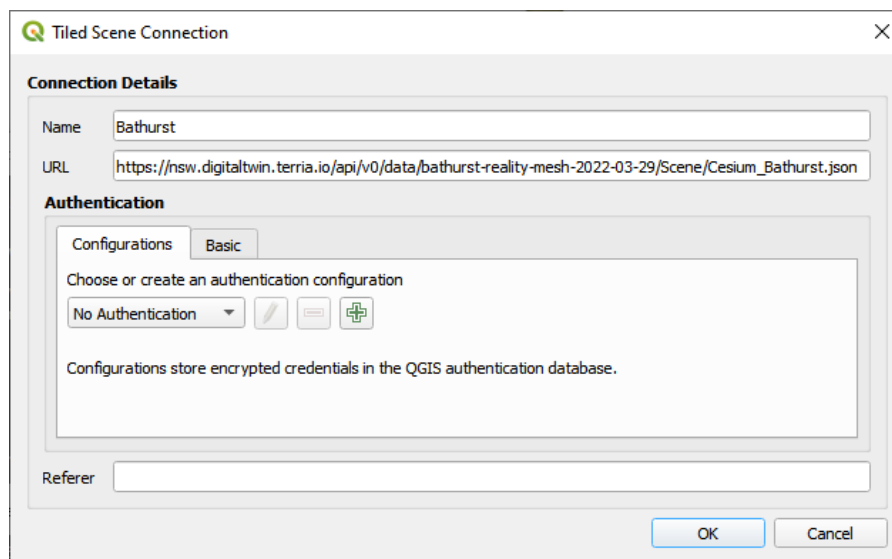 Tiled Scene Connection
Connection Details
Name Bathurst
URL https://nsw.digitaltwin.terria.io/api/v0/data/bathurst-reality-mesh-2022-03-29/Scene/Cesium_Bathurst.json
Authentication
Configurations Basic
Choose or create an authentication configuration
No Authentication
Configurations store encrypted credentials in the QGIS authentication database.
Referer
OK Cancel